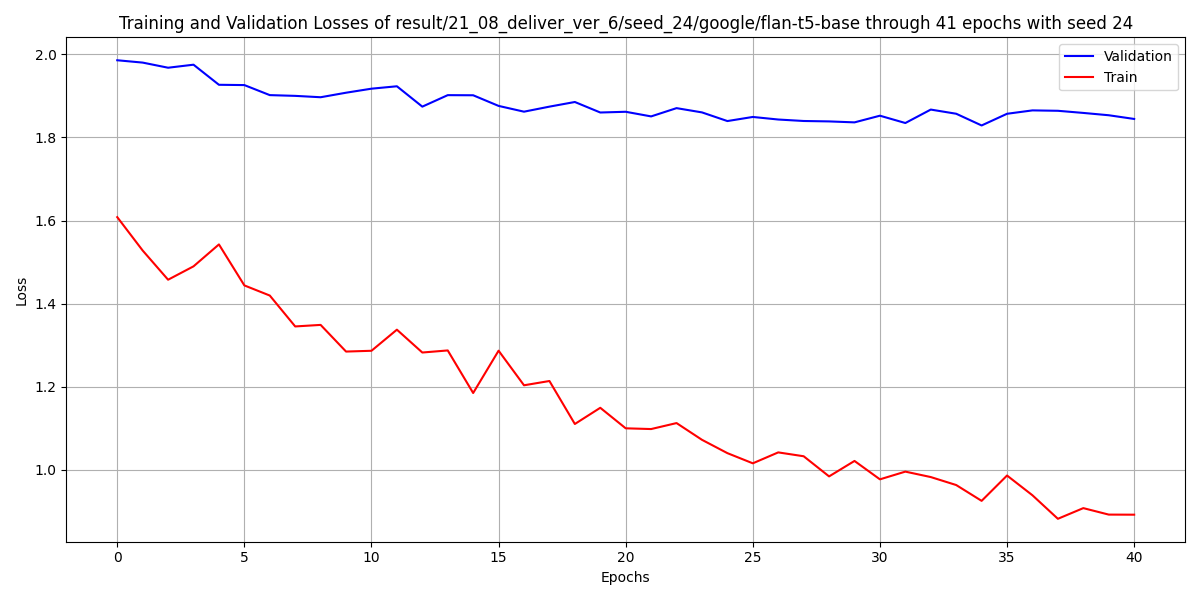 Training and Validation Losses of result/21_08_deliver_ver_6/seed_24/google/flan-t5-base through 41 epochs with seed 24
Validation
Train
2.0
1.8
1.6
1.4
1.2
1.0
Loss
0 5 10 15 20 25 30 35 40
Epochs